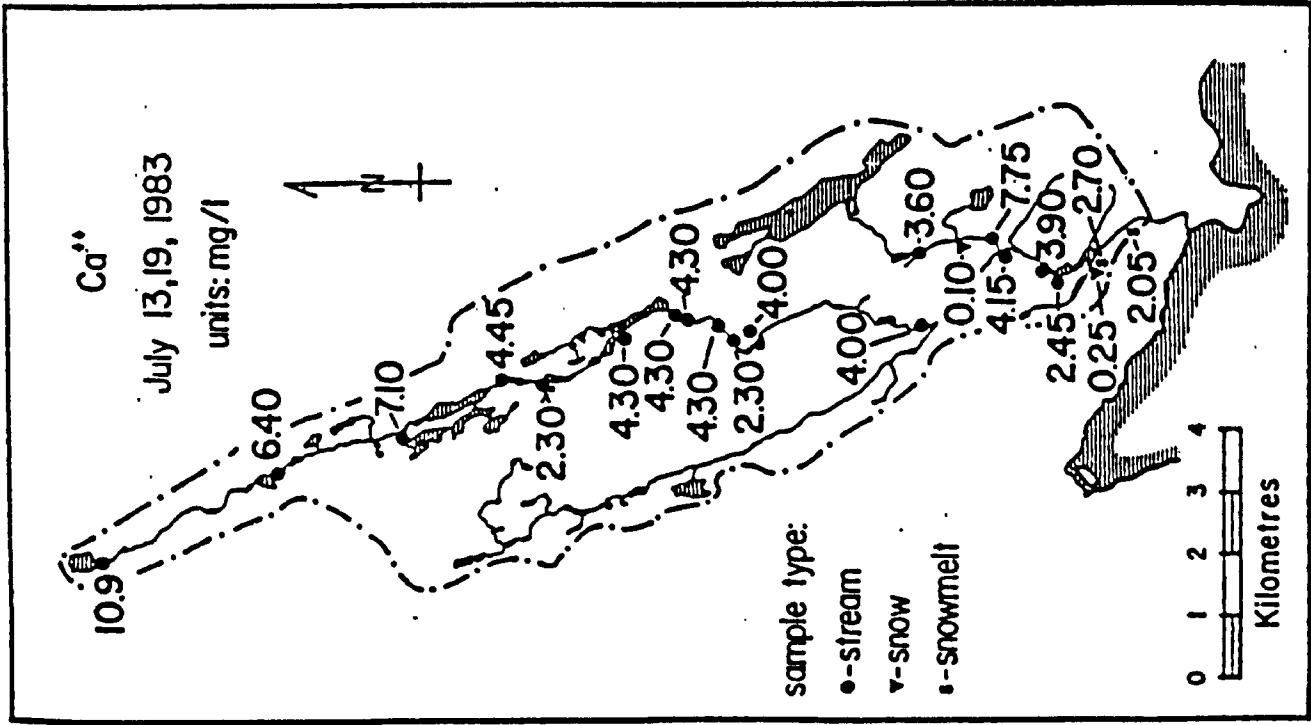 Ca⁺⁺
July 13,19, 1983
units: mg/l
N
10.9
6.40
7.10
4.45
2.30
4.30
4.30
4.30
4.30
2.30
4.00
4.00
3.60
0.10
7.75
4.15
3.90
2.45
2.70
0.25
2.05
sample type:
-stream
-snow
s-snowmelt
0 1 2 3 4
Kilometres